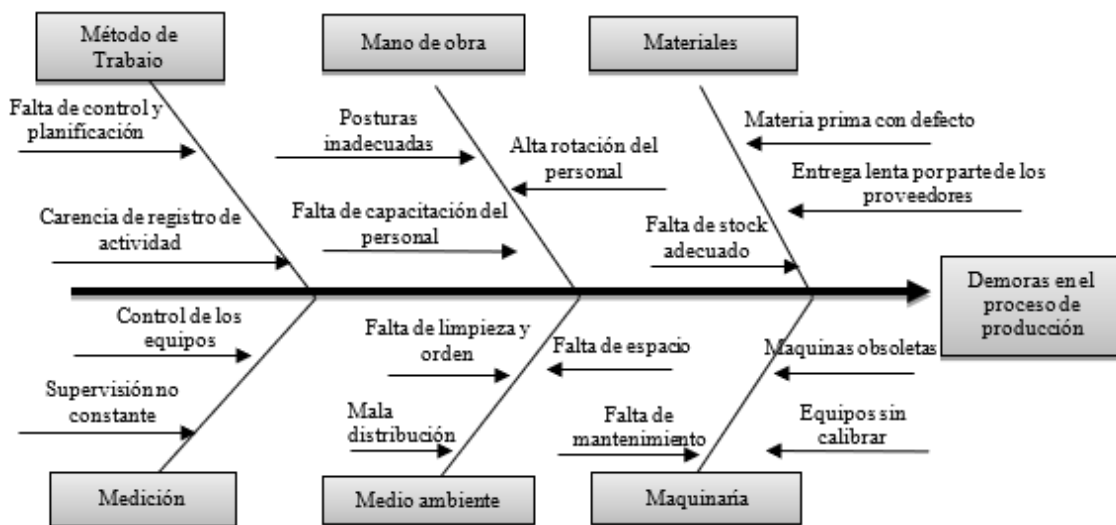 Método de
Trabajo
Mano de obra
Materiales
Falta de control y
planificación
Posturas
inadecuadas
Alta rotación del
personal
Materia prima con defecto
Entrega lenta por parte de los
proveedores
Carencia de registro de
actividad
Falta de capacitación del
personal
Falta de stock
adecuado
Demoras en el
proceso de
producción
Control de los
equipos
Falta de limpieza y
orden
Falta de espacio
Maquinas obsoletas
Supervisión no
constante
Mala
distribución
Falta de
mantenimiento
Equipos sin
calibrar
Medición
Medio ambiente
Maquinaría